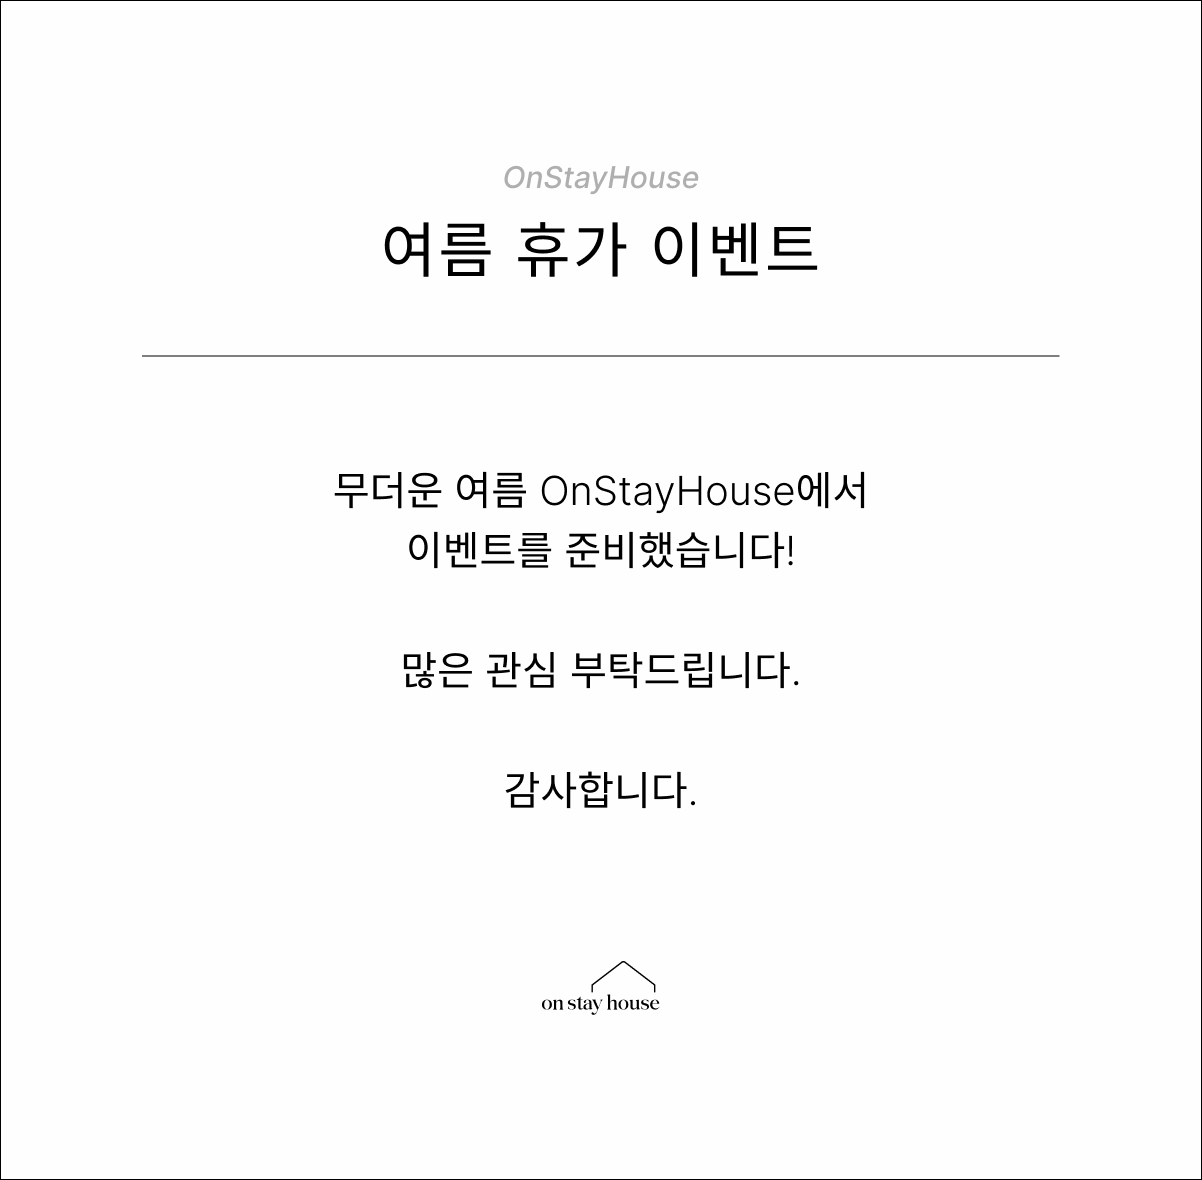 OnStayHouse
여름 휴가 이벤트
무더운 여름 OnStayHouse에서
이벤트를 준비했습니다!
많은 관심 부탁드립니다.
감사합니다.
on stay house